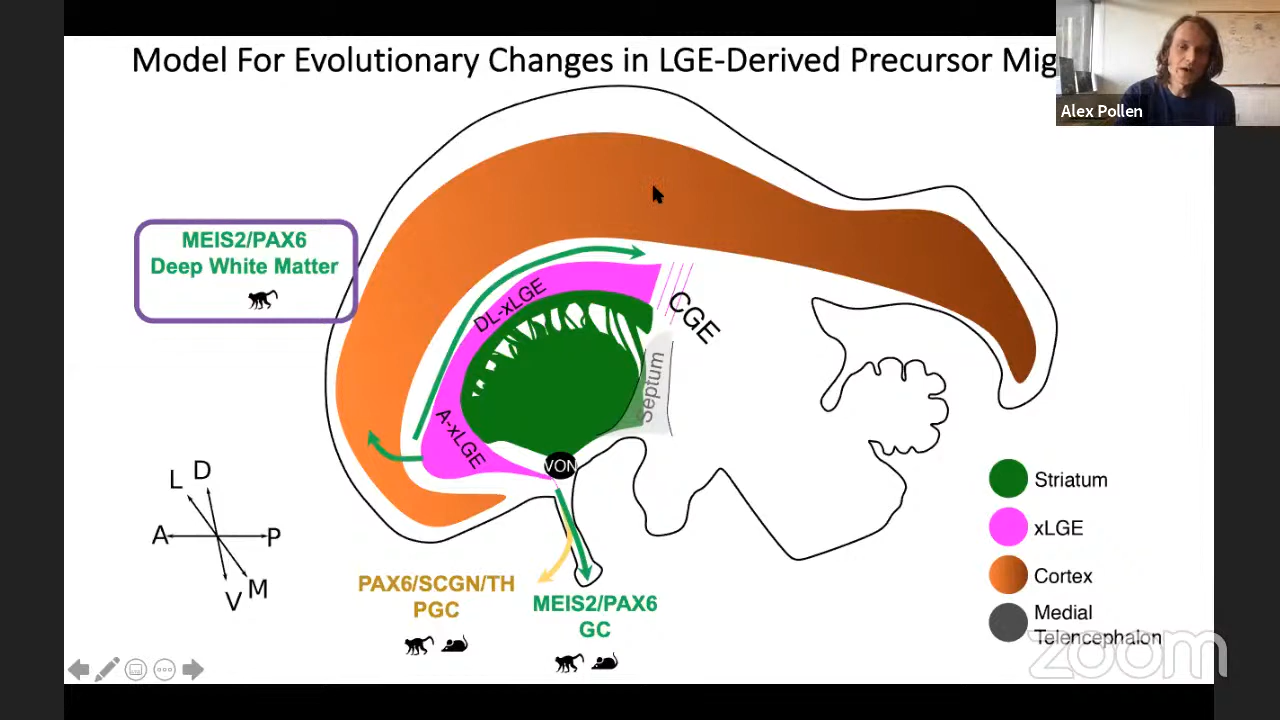 Model For Evolutionary Changes in LGE-Derived Precursor Mig
Alex Pollen
MEIS2/PAX6
Deep White Matter
DL-xLGE
CGE
Septum
A-xLGE
VON
L D
A P
V M
PAX6/SCGN/TH
PGC
MEIS2/PAX6
GC
Striatum
xLGE
Cortex
Medial
Telencephalon
zoom